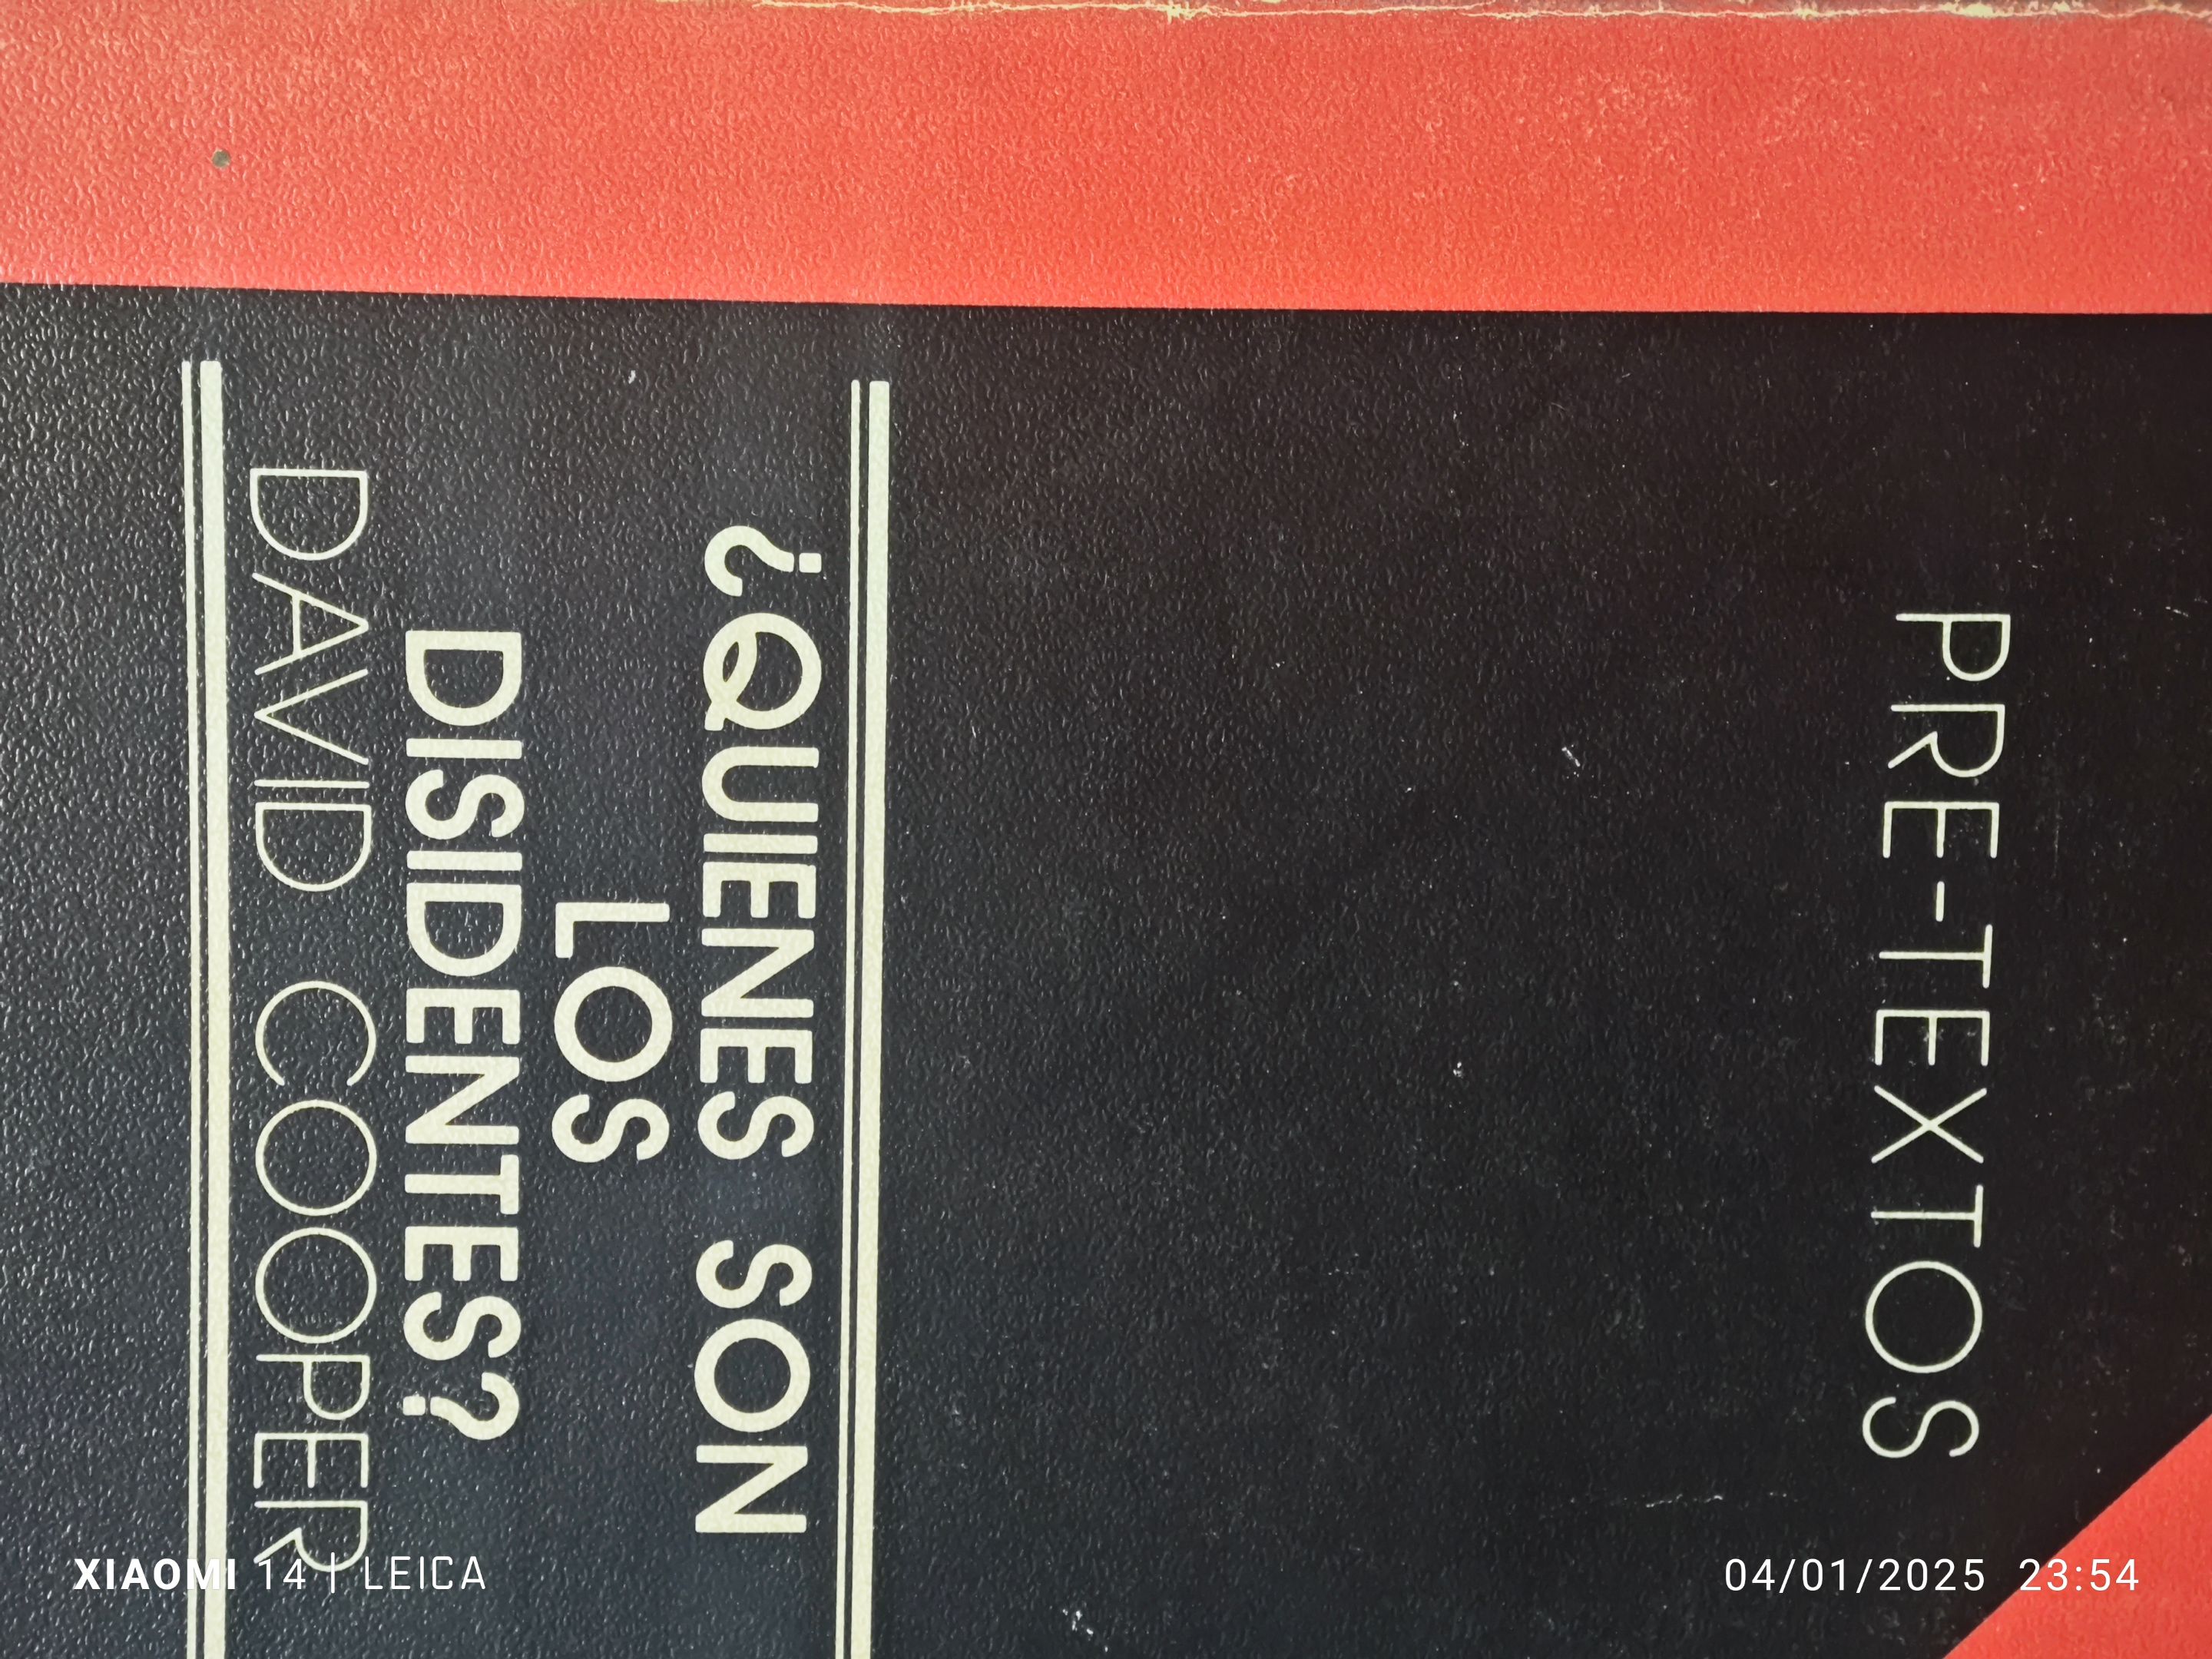 PRE-TEXTOS
¿QUIENES SON
LOS
DISIDENTES?
DAVID COOPER
XIAOMI 14 | LEICA
04/01/2025 23:54